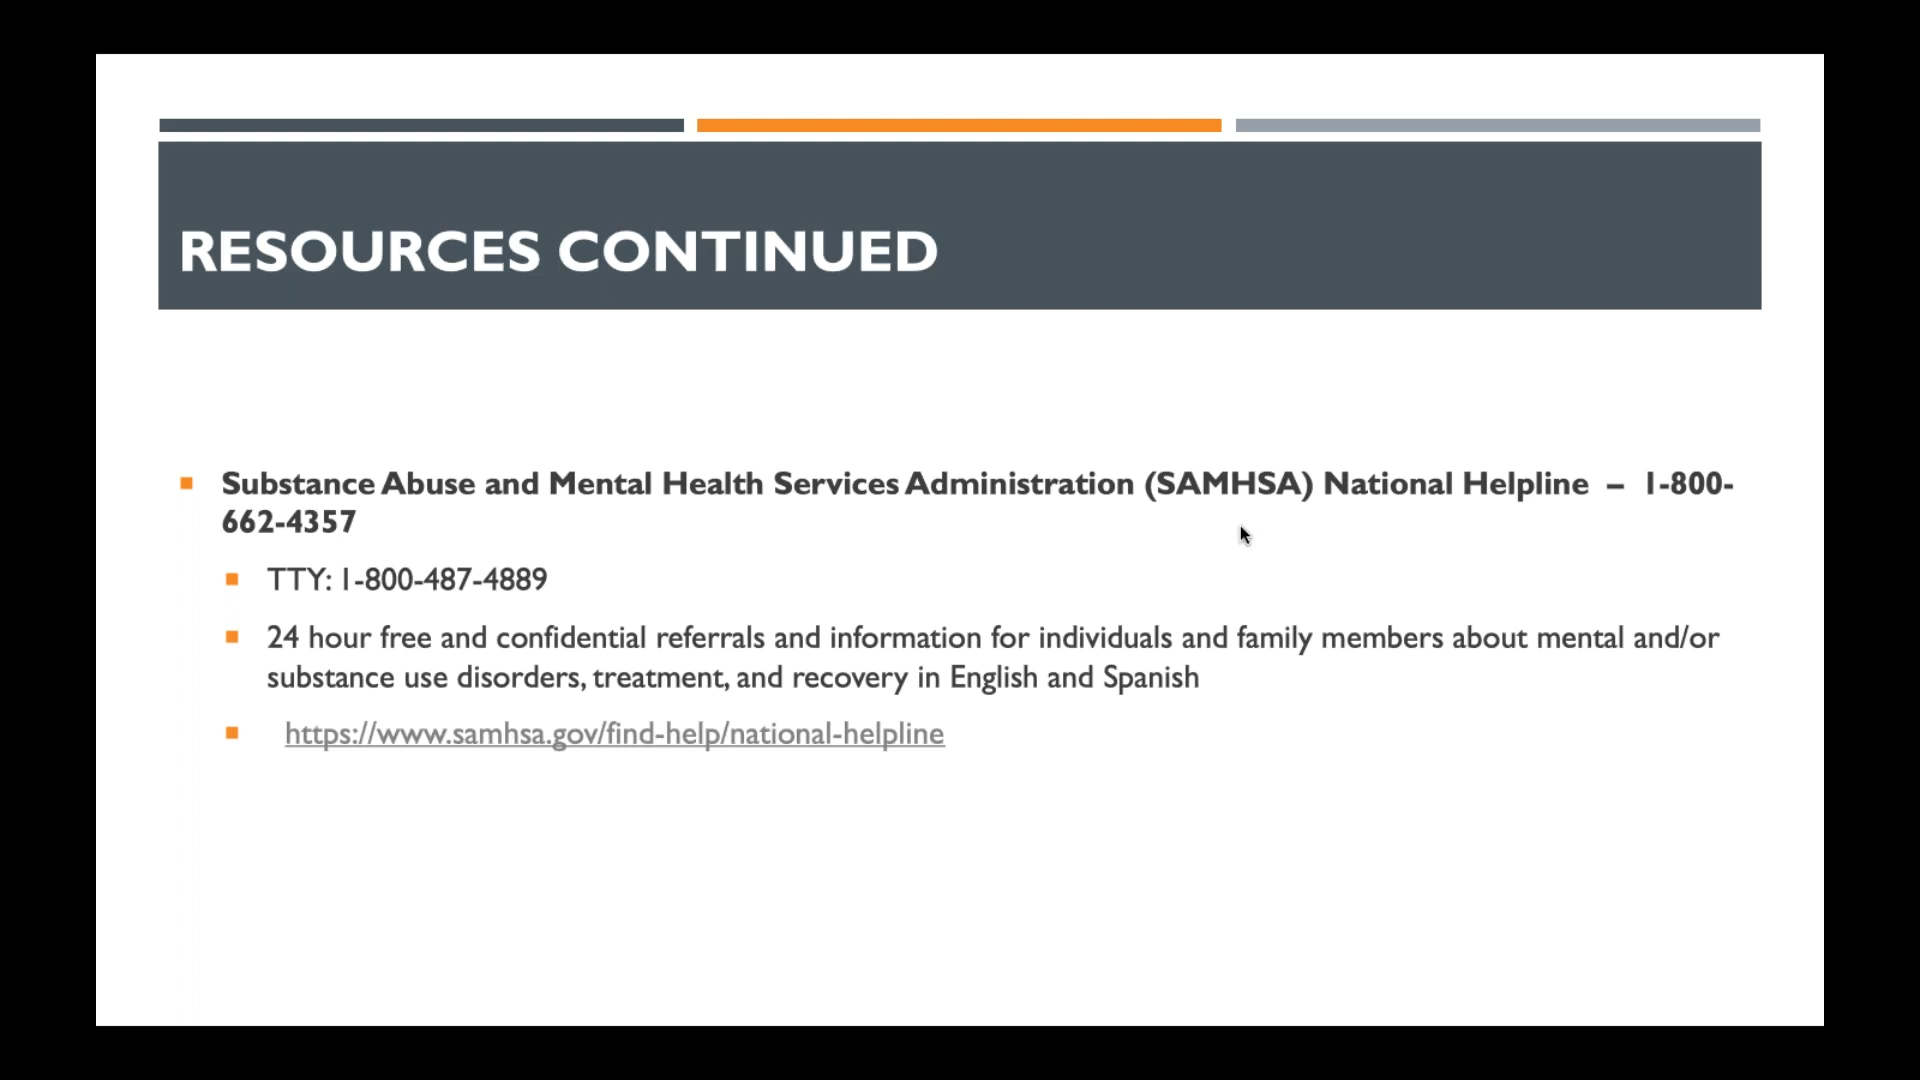 RESOURCES CONTINUED
Substance Abuse and Mental Health Services Administration (SAMHSA) National Helpline – 1-800-
662-4357
TTY: 1-800-487-4889
24 hour free and confidential referrals and information for individuals and family members about mental and/or
substance use disorders, treatment, and recovery in English and Spanish
https://www.samhsa.gov/find-help/national-helpline